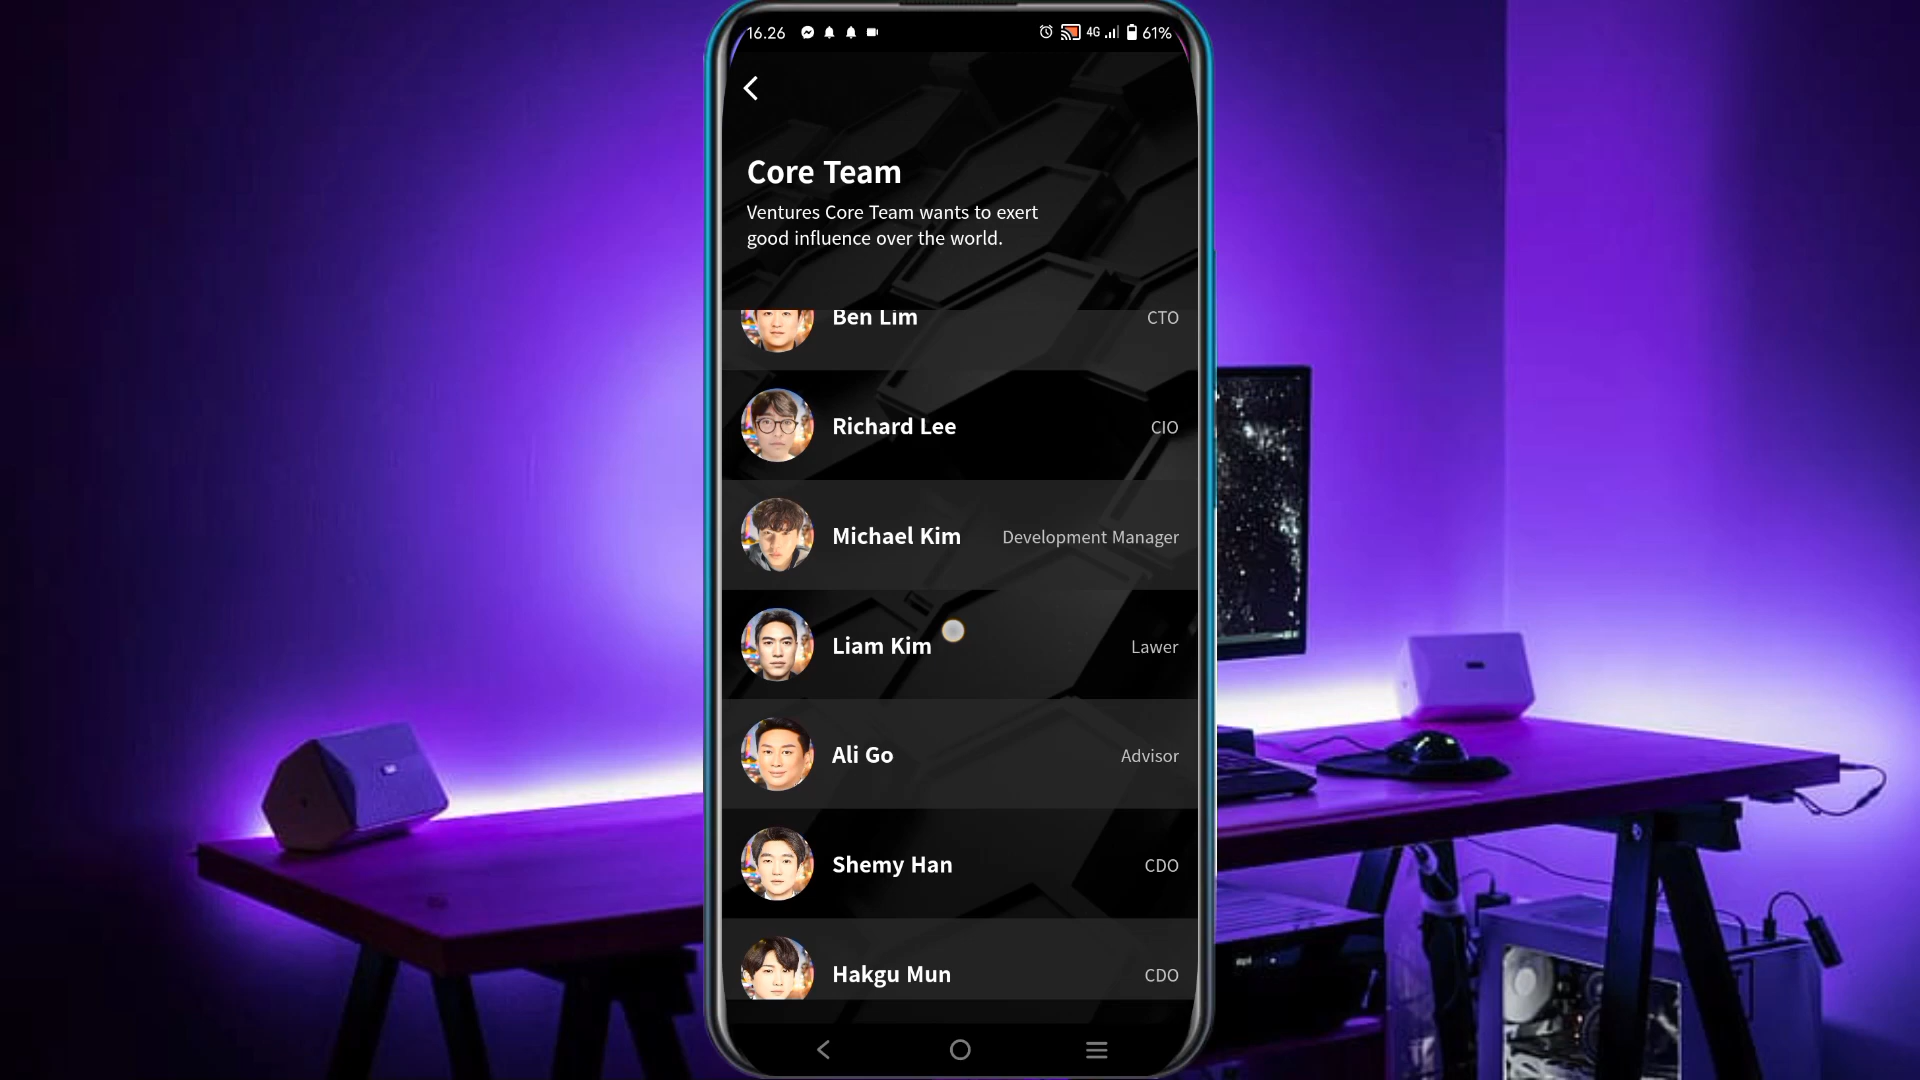 16.26
4G
61%
Core Team
Ventures Core Team wants to exert
good influence over the world.
Ben Lim CTO
Richard Lee CIO
Michael Kim Development Manager
Liam Kim Lawer
Ali Go Advisor
Shemy Han CDO
Hakgu Mun CDO